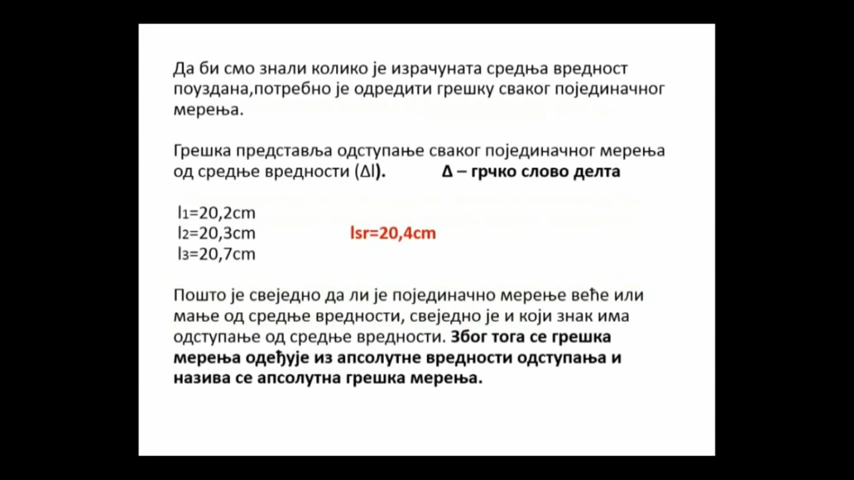 Да би смо знали колико је израчуната средња вредност
поуздана,потребно је одредити грешку сваког појединачног
мерења.
Грешка представља одступање сваког појединачног мерења
од средње вредности (Δl). Δ – грчко слово делта
l1=20,2cm
l2=20,3cm lsr=20,4cm
l3=20,7cm
Пошто је свеједно да ли је појединачно мерење веће или
мање од средње вредности, свеједно је и који знак има
одступање од средње вредности. Због тога се грешка
мерења одеђује из апсолутне вредности одступања и
назива се апсолутна грешка мерења.